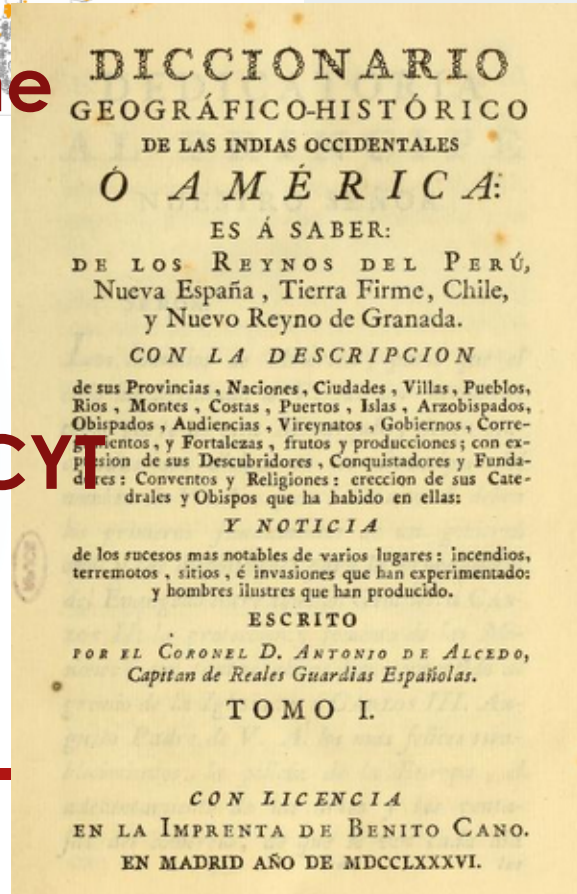 e
DICCIONARIO
GEOGRÁFICO-HISTÓRICO
DE LAS INDIAS OCCIDENTALES
Ó AMÉRICA:
ES Á SABER:
DE LOS REYNOS DEL PERÚ,
Nueva España, Tierra Firme, Chile,
y Nuevo Reyno de Granada.
CON LA DESCRIPCION
de sus Provincias, Naciones, Ciudades, Villas, Pueblos,
Rios, Montes, Costas, Puertos, Islas, Arzobispados,
Obispados, Audiencias, Vireynatos, Gobiernos, Corre-
CYT
y Fortalezas, frutos y producciones; con ex-
de sus Descubridores, Conquistadores y Funda-
Conventos y Religiones: ereccion de sus Cate-
drales y Obispos que ha habido en ellas:
Y NOTICIA
de los sucesos mas notables de varios lugares: incendios,
terremotos, sitios, é invasiones que han experimentado:
y hombres ilustres que han producido.
ESCRITO
POR EL CORONEL D. ANTONIO DE ALCEDO,
Capitan de Reales Guardias Españolas.
TOMO I.
CON LICENCIA
EN LA IMPRENTA DE BENITO CANO.
EN MADRID AÑO DE MDCCLXXXVI.